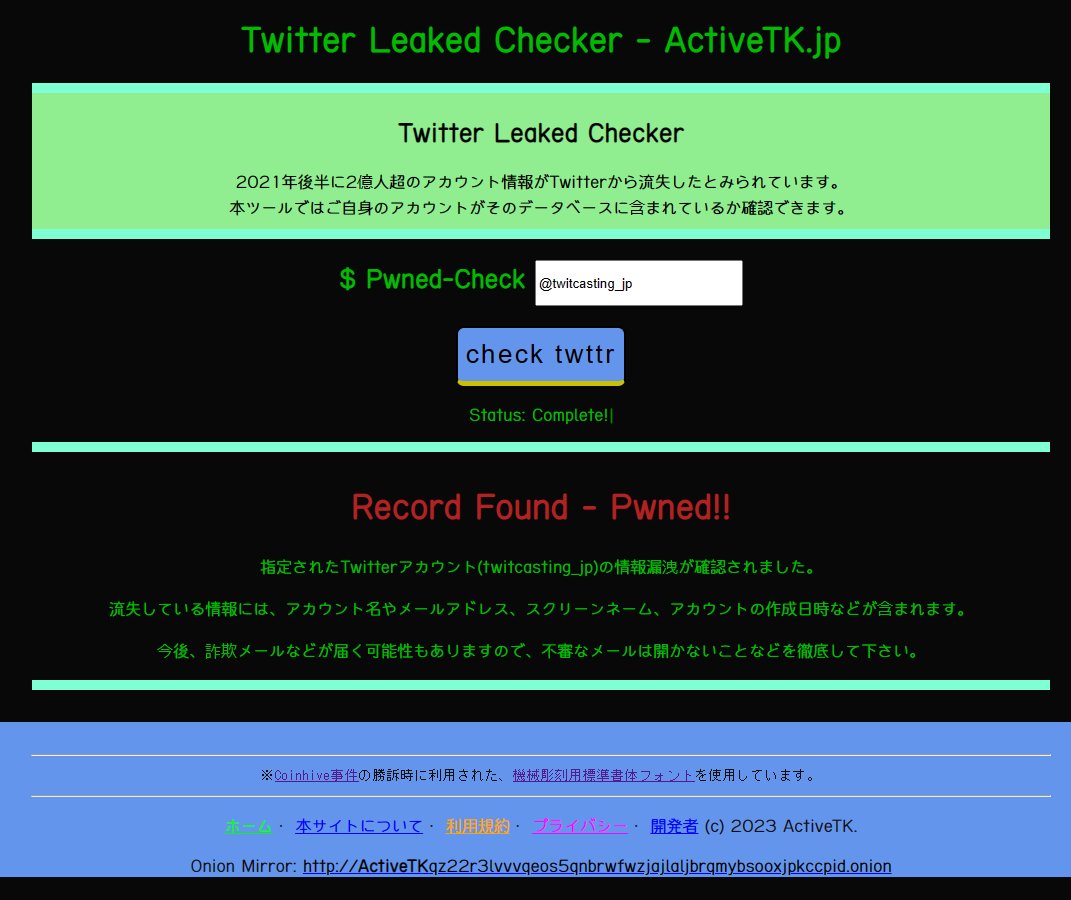 Twitter Leaked Checker - ActiveTK.jp
Twitter Leaked Checker
2021年後半に2億人超のアカウント情報がTwitterから流失したとみられています。
本ツールではご自身のアカウントがそのデータベースに含まれているか確認できます。
$ Pwned-Check @twitcasting_jp
check twttr
Status: Complete!|
Record Found - Pwned!!
指定されたTwitterアカウント(twitcasting_jp)の情報漏洩が確認されました。
流失している情報には、アカウント名やメールアドレス、スクリーンネーム、アカウントの作成日時などが含まれます。
今後、詐欺メールなどが届く可能性もありますので、不審なメールは開かないことなどを徹底して下さい。
※Coinhive事件の勝訴時に利用された、機械彫刻用標準書体フォントを使用しています。
ホーム · 本サイトについて · 利用規約 · プライバシー · 開発者 (c) 2023 ActiveTK.
Onion Mirror: http://ActiveTKqz22r3lvvvqeos5qnbrwfwzjajlaljbrqmybsooxjpkccpid.onion